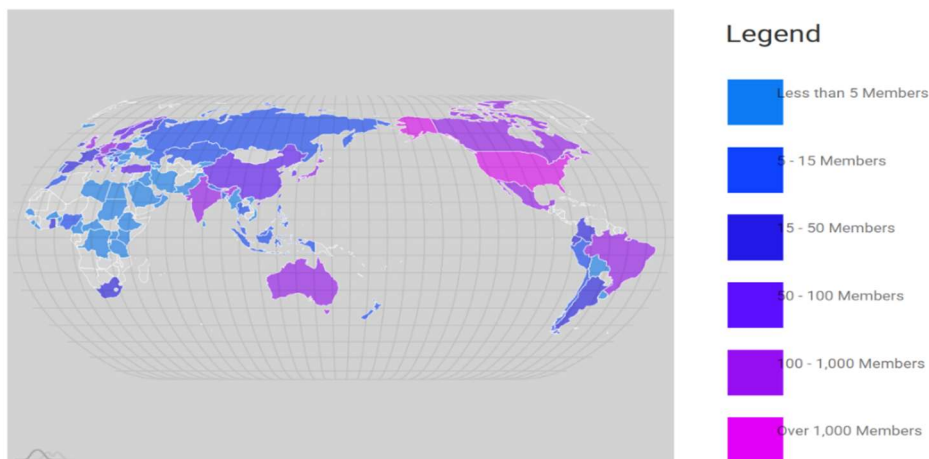 Legend
Less than 5 Members
5 - 15 Members
15 - 50 Members
50 - 100 Members
100 - 1,000 Members
Over 1,000 Members